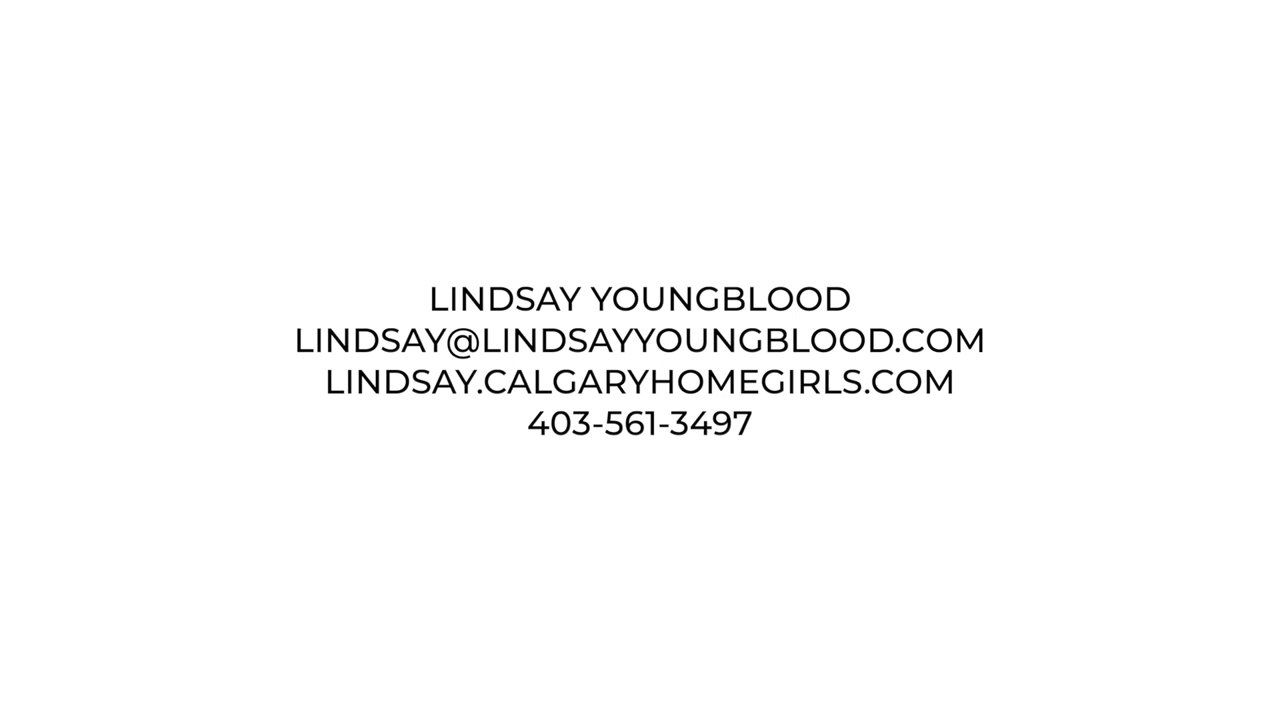 LINDSAY YOUNGBLOOD
LINDSAY@LINDSAYYOUNGBLOOD.COM
LINDSAY.CALGARYHOMEGIRLS.COM
403-561-3497